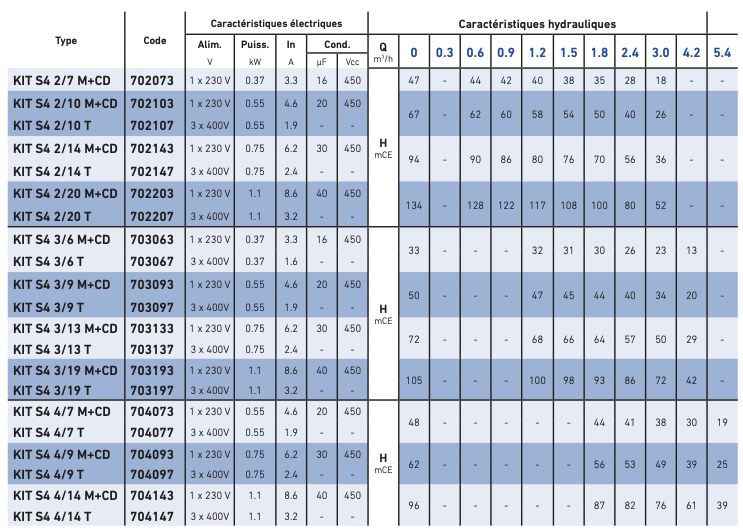 Type Code Caractéristiques électriques Caractéristiques hydrauliques
Alim. Puiss. In Cond. Q 0 0.3 0.6 0.9 1.2 1.5 1.8 2.4 3.0 4.2 5.4
V kW A µF Vcc m³/h
KIT S4 2/7 M+CD 702073 1 x 230 V 0.37 3.3 16 450 H mCE 47 - 44 42 40 38 35 28 18 - -
KIT S4 2/10 M+CD 702103 1 x 230 V 0.55 4.6 20 450 67 - 62 60 58 54 50 40 26 - -
KIT S4 2/10 T 702107 3 x 400V 0.55 1.9 - -
KIT S4 2/14 M+CD 702143 1 x 230 V 0.75 6.2 30 450 94 - 90 86 80 76 70 56 36 - -
KIT S4 2/14 T 702147 3 x 400V 0.75 2.4 - -
KIT S4 2/20 M+CD 702203 1 x 230 V 1.1 8.6 40 450 134 - 128 122 117 108 100 80 52 - -
KIT S4 2/20 T 702207 3 x 400V 1.1 3.2 - -
KIT S4 3/6 M+CD 703063 1 x 230 V 0.37 3.3 16 450 H mCE 33 - - - 32 31 30 26 23 13 -
KIT S4 3/6 T 703067 3 x 400V 0.37 1.6 - -
KIT S4 3/9 M+CD 703093 1 x 230 V 0.55 4.6 20 450 50 - - - 47 45 44 40 34 20 -
KIT S4 3/9 T 703097 3 x 400V 0.55 1.9 - -
KIT S4 3/13 M+CD 703133 1 x 230 V 0.75 6.2 30 450 72 - - - 68 66 64 57 50 29 -
KIT S4 3/13 T 703137 3 x 400V 0.75 2.4 - -
KIT S4 3/19 M+CD 703193 1 x 230 V 1.1 8.6 40 450 105 - - - 100 98 93 86 72 42 -
KIT S4 3/19 T 703197 3 x 400V 1.1 3.2 - -
KIT S4 4/7 M+CD 704073 1 x 230 V 0.55 4.6 20 450 H mCE 48 - - - - - 44 41 38 30 19
KIT S4 4/7 T 704077 3 x 400V 0.55 1.9 - -
KIT S4 4/9 M+CD 704093 1 x 230 V 0.75 6.2 30 450 62 - - - - - 56 53 49 39 25
KIT S4 4/9 T 704097 3 x 400V 0.75 2.4 - -
KIT S4 4/14 M+CD 704143 1 x 230 V 1.1 8.6 40 450 96 - - - - - 87 82 76 61 39
KIT S4 4/14 T 704147 3 x 400V 1.1 3.2 - -